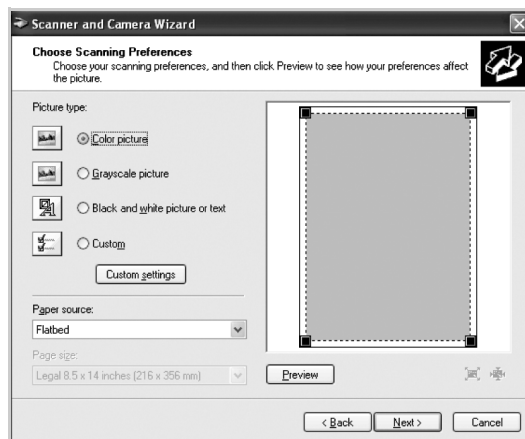 Scanner and Camera Wizard
Choose Scanning Preferences
Choose your scanning preferences, and then click Preview to see how your preferences affect
the picture.
Picture type:
Color picture
Grayscale picture
Black and white picture or text
Custom
Custom settings
Paper source:
Flatbed
Page size:
Legal 8.5 x 14 inches (216 x 356 mm)
Preview
< Back
Next >
Cancel